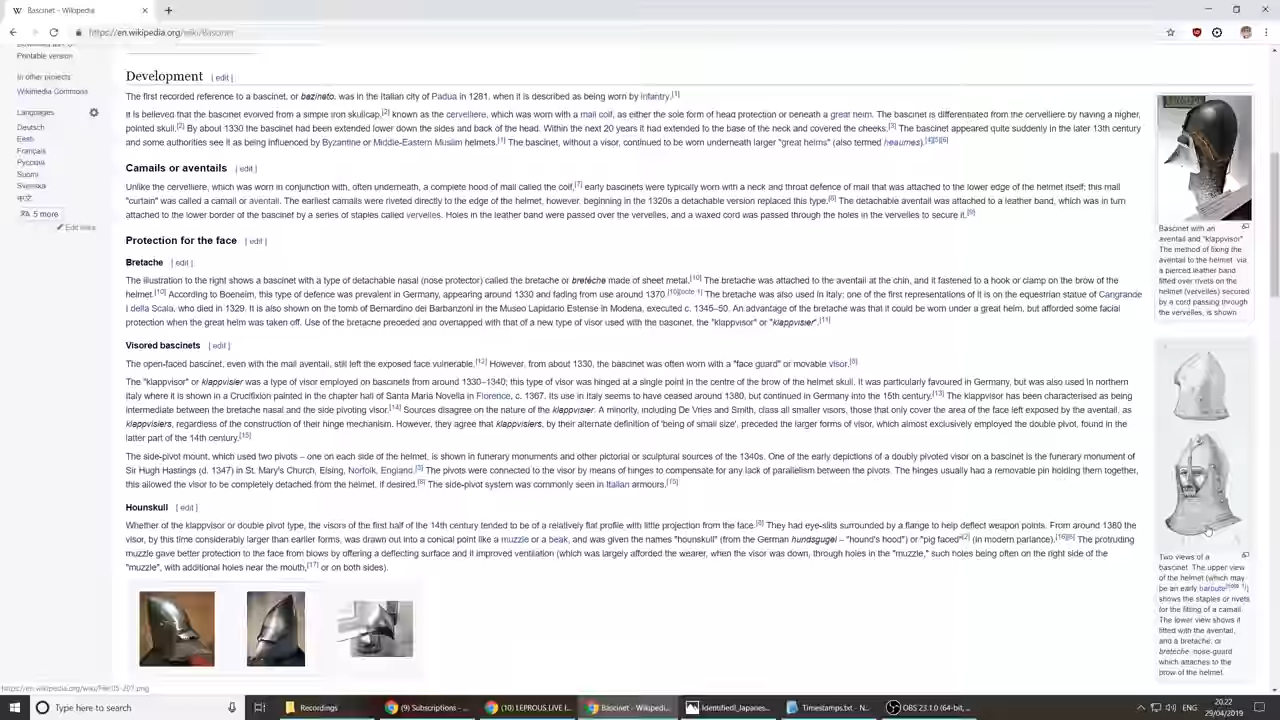 Bascinet - Wikipedia
https://en.wikipedia.org/wiki/Bascinet
Printable version
In other projects
Wikimedia Commons
Languages
Deutsch
Eesti
Français
Русский
Suomi
Svenska
中文
5 more
Edit links
Development [ edit ]
The first recorded reference to a bascinet, or bazineto, was in the Italian city of Padua in 1281, when it is described as being worn by infantry.[1]
It is believed that the bascinet evolved from a simple iron skullcap,[2] known as the cervelliere, which was worn with a mail coif, as either the sole form of head protection or beneath a great helm. The bascinet is differentiated from the cervelliere by having a higher,
pointed skull.[2] By about 1330 the bascinet had been extended lower down the sides and back of the head. Within the next 20 years it had extended to the base of the neck and covered the cheeks.[3] The bascinet appeared quite suddenly in the later 13th century
and some authorities see it as being influenced by Byzantine or Middle-Eastern Muslim helmets.[1] The bascinet, without a visor, continued to be worn underneath larger "great helms" (also termed heaumes).[4][5][6]
Camails or aventails [ edit ]
Unlike the cervelliere, which was worn in conjunction with, often underneath, a complete hood of mail called the coif,[7] early bascinets were typically worn with a neck and throat defence of mail that was attached to the lower edge of the helmet itself; this mail
"curtain" was called a camail or aventail. The earliest camails were riveted directly to the edge of the helmet, however, beginning in the 1320s a detachable version replaced this type.[8] The detachable aventail was attached to a leather band, which was in turn
attached to the lower border of the bascinet by a series of staples called vervelles. Holes in the leather band were passed over the vervelles, and a waxed cord was passed through the holes in the vervelles to secure it.[9]
Protection for the face [ edit ]
Bretache [ edit ]
The illustration to the right shows a bascinet with a type of detachable nasal (nose protector) called the bretache or bretèche made of sheet metal.[10] The bretache was attached to the aventail at the chin, and it fastened to a hook or clamp on the brow of the
helmet.[10] According to Boeheim, this type of defence was prevalent in Germany, appearing around 1330 and fading from use around 1370.[10][note 1] The bretache was also used in Italy; one of the first representations of it is on the equestrian statue of Cangrande
I della Scala, who died in 1329. It is also shown on the tomb of Bernardino dei Barbanzoni in the Museo Lapidario Estense in Modena, executed c. 1345–50. An advantage of the bretache was that it could be worn under a great helm, but afforded some facial
protection when the great helm was taken off. Use of the bretache preceded and overlapped with that of a new type of visor used with the bascinet, the "klappvisor" or "klappvisier".[11]
Visored bascinets [ edit ]
The open-faced bascinet, even with the mail aventail, still left the exposed face vulnerable.[12] However, from about 1330, the bascinet was often worn with a "face guard" or movable visor.[8]
The "klappvisor" or klappvisier was a type of visor employed on bascinets from around 1330–1340; this type of visor was hinged at a single point in the centre of the brow of the helmet skull. It was particularly favoured in Germany, but was also used in northern
Italy where it is shown in a Crucifixion painted in the chapter hall of Santa Maria Novella in Florence, c. 1367. Its use in Italy seems to have ceased around 1380, but continued in Germany into the 15th century.[13] The klappvisor has been characterised as being
intermediate between the bretache nasal and the side pivoting visor.[14] Sources disagree on the nature of the klappvisier. A minority, including De Vries and Smith, class all smaller visors, those that only cover the area of the face left exposed by the aventail, as
klappvisiers, regardless of the construction of their hinge mechanism. However, they agree that klappvisiers, by their alternate definition of 'being of small size', preceded the larger forms of visor, which almost exclusively employed the double pivot, found in the
latter part of the 14th century.[15]
The side-pivot mount, which used two pivots – one on each side of the helmet, is shown in funerary monuments and other pictorial or sculptural sources of the 1340s. One of the early depictions of a doubly pivoted visor on a bascinet is the funerary monument of
Sir Hugh Hastings (d. 1347) in St. Mary's Church, Elsing, Norfolk, England.[3] The pivots were connected to the visor by means of hinges to compensate for any lack of parallelism between the pivots. The hinges usually had a removable pin holding them together,
this allowed the visor to be completely detached from the helmet, if desired.[8] The side-pivot system was commonly seen in Italian armours.[15]
Hounskull [ edit ]
Whether of the klappvisor or double pivot type, the visors of the first half of the 14th century tended to be of a relatively flat profile with little projection from the face.[3] They had eye-slits surrounded by a flange to help deflect weapon points. From around 1380 the
visor, by this time considerably larger than earlier forms, was drawn out into a conical point like a muzzle or a beak, and was given the names "hounskull" (from the German hundsgugel – "hound's hood") or "pig faced"[2] (in modern parlance).[16][6] The protruding
muzzle gave better protection to the face from blows by offering a deflecting surface and it improved ventilation (which was largely afforded the wearer, when the visor was down, through holes in the "muzzle," such holes being often on the right side of the
"muzzle", with additional holes near the mouth,[17] or on both sides).
Bascinet with an
aventail and "klappvisor"
The method of fixing the
aventail to the helmet via
a pierced leather band
fitted over rivets on the
helmet (vervelles) secured
by a cord passing through
the vervelles, is shown
Two views of a
bascinet. The upper view
of the helmet (which may
be an early barbute[note 1])
shows the staples or rivets
for the fitting of a camail.
The lower view shows it
fitted with the aventail,
and a bretache, or
bretèche, nose-guard
which attaches to the
brow of the helmet.
Type here to search
Recordings
(9) Subscriptions - ...
(10) LEPROUS LIVE I...
Bascinet - Wikipedi...
Identifiedl_Japanes...
Timestamps.txt - N...
OBS 23.1.0 (64-bit, ...
ENG
20:22
29/04/2019